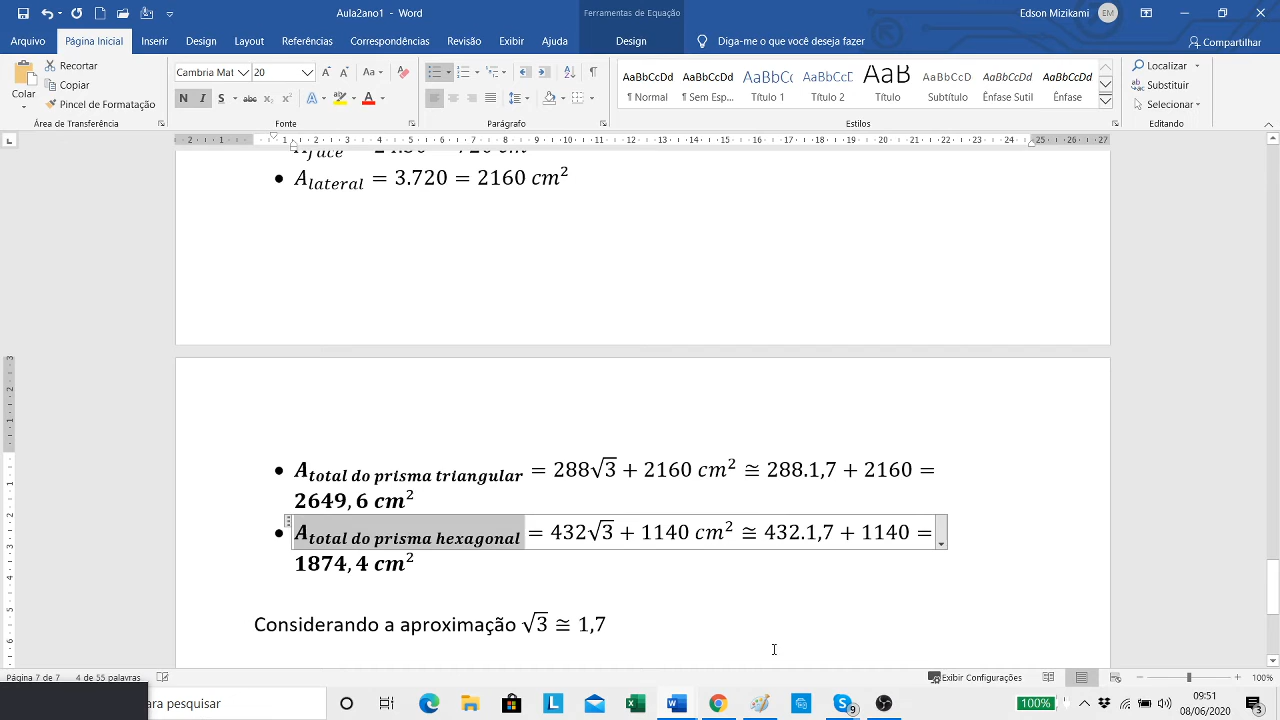 Aula2ano1 - Word
Ferramentas de Equação
Edson Mizikami
EM
Arquivo
Página Inicial
Inserir
Design
Layout
Referências
Correspondências
Revisão
Exibir
Ajuda
Design
Diga-me o que você deseja fazer
Compartilhar
Colar
Recortar
Copiar
Pincel de Formatação
Área de Transferência
Cambria Mat
20
Aa
N I S abc x₂ x²
Fonte
Parágrafo
AaBbCcDd AaBbCcDd AaBbCc AaBbCcD AaB AaBbCcD AaBbCcDd AaBbCcDd
¶ Normal ¶ Sem Esp... Título 1 Título 2 Título Subtítulo Ênfase Sutil Ênfase
Estilos
Localizar
Substituir
Selecionar
Editando
• A_lateral = 3.720 = 2160 cm²
• A_total do prisma triangular = 288√3 + 2160 cm² ≅ 288.1,7 + 2160 =
2649,6 cm²
• A_total do prisma hexagonal = 432√3 + 1140 cm² ≅ 432.1,7 + 1140 =
1874,4 cm²
Considerando a aproximação √3 ≅ 1,7
Página 7 de 7
4 de 55 palavras
Exibir Configurações
100%
ara pesquisar
100%
09:51
08/06/2020